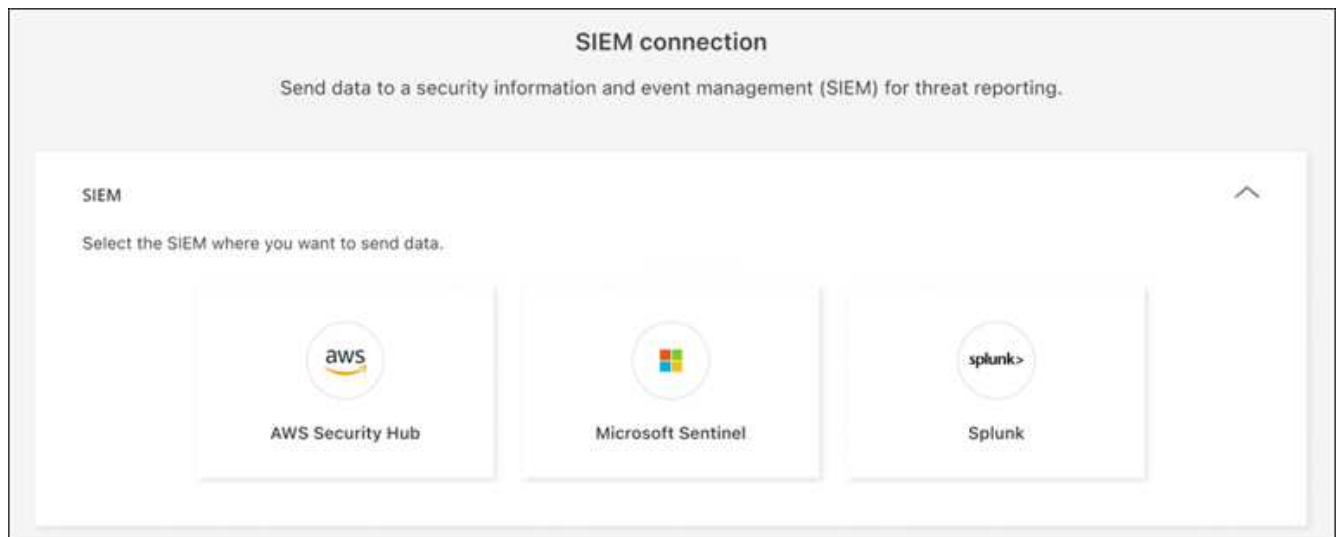 SIEM connection
Send data to a security information and event management (SIEM) for threat reporting.
SIEM
Select the SIEM where you want to send data.
aws
splunk>
AWS Security Hub
Microsoft Sentinel
Splunk